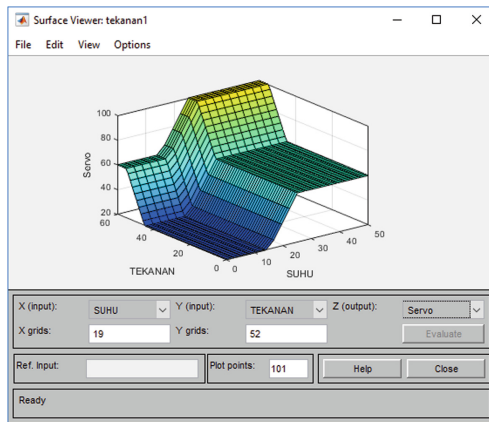 Surface Viewer: tekanan1
File Edit View Options
100
80
60
40
20
Servo
60
40
20
0
TEKANAN
0
10
20
30
40
50
SUHU
X (input): SUHU Y (input): TEKANAN Z (output): Servo
X grids: 19 Y grids: 52 Evaluate
Ref. Input: Plot points: 101 Help Close
Ready